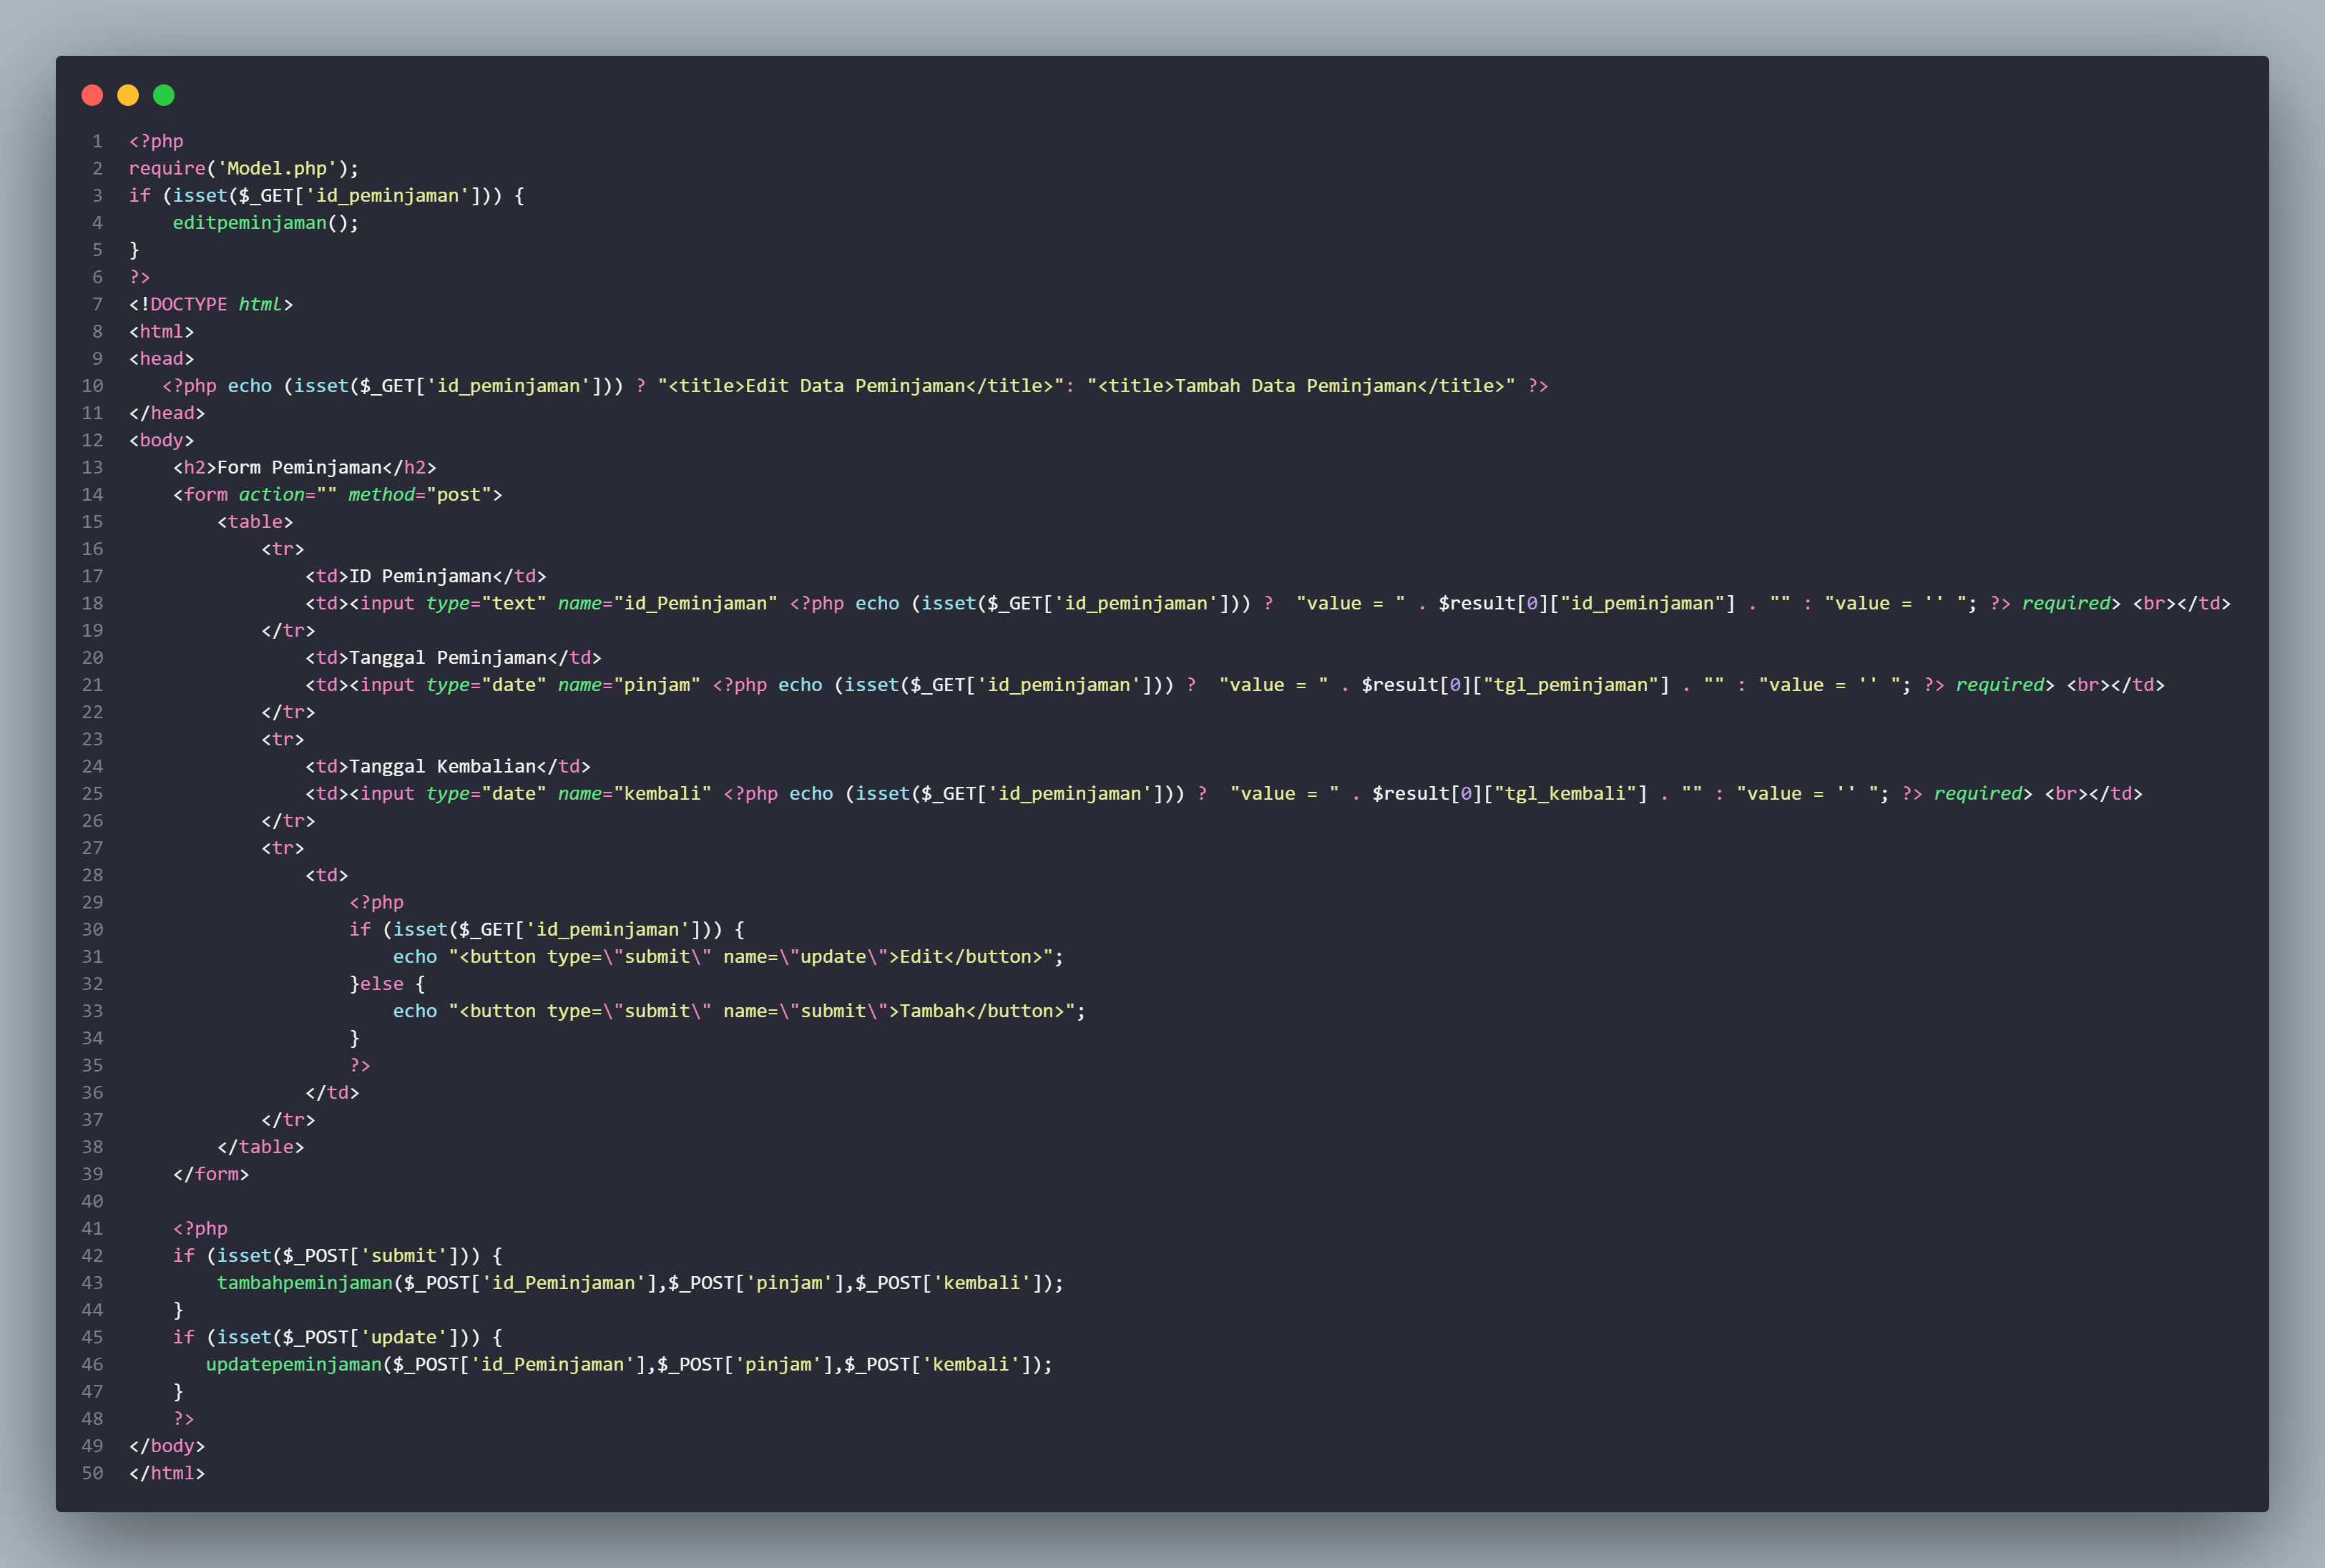 1 <?php
2 require('Model.php');
3 if (isset($_GET['id_peminjaman'])) {
4     editpeminjaman();
5 }
6 ?>
7 <!DOCTYPE html>
8 <html>
9 <head>
10    <?php echo (isset($_GET['id_peminjaman'])) ? "<title>Edit Data Peminjaman</title>": "<title>Tambah Data Peminjaman</title>" ?>
11 </head>
12 <body>
13     <h2>Form Peminjaman</h2>
14     <form action="" method="post">
15         <table>
16             <tr>
17                 <td>ID Peminjaman</td>
18                 <td><input type="text" name="id_Peminjaman" <?php echo (isset($_GET['id_peminjaman'])) ?  "value = " . $result[0]["id_peminjaman"] . "" : "value = '' "; ?> required> <br></td>
19             </tr>
20                 <td>Tanggal Peminjaman</td>
21                 <td><input type="date" name="pinjam" <?php echo (isset($_GET['id_peminjaman'])) ?  "value = " . $result[0]["tgl_peminjaman"] . "" : "value = '' "; ?> required> <br></td>
22             </tr>
23             <tr>
24                 <td>Tanggal Kembalian</td>
25                 <td><input type="date" name="kembali" <?php echo (isset($_GET['id_peminjaman'])) ?  "value = " . $result[0]["tgl_kembali"] . "" : "value = '' "; ?> required> <br></td>
26             </tr>
27             <tr>
28                 <td>
29                     <?php
30                     if (isset($_GET['id_peminjaman'])) {
31                         echo "<button type=\"submit\" name=\"update\">Edit</button>";
32                     }else {
33                         echo "<button type=\"submit\" name=\"submit\">Tambah</button>";
34                     }
35                     ?>
36                 </td>
37             </tr>
38         </table>
39     </form>
40
41     <?php
42     if (isset($_POST['submit'])) {
43         tambahpeminjaman($_POST['id_Peminjaman'],$_POST['pinjam'],$_POST['kembali']);
44     }
45     if (isset($_POST['update'])) {
46        updatepeminjaman($_POST['id_Peminjaman'],$_POST['pinjam'],$_POST['kembali']);
47     }
48     ?>
49 </body>
50 </html>